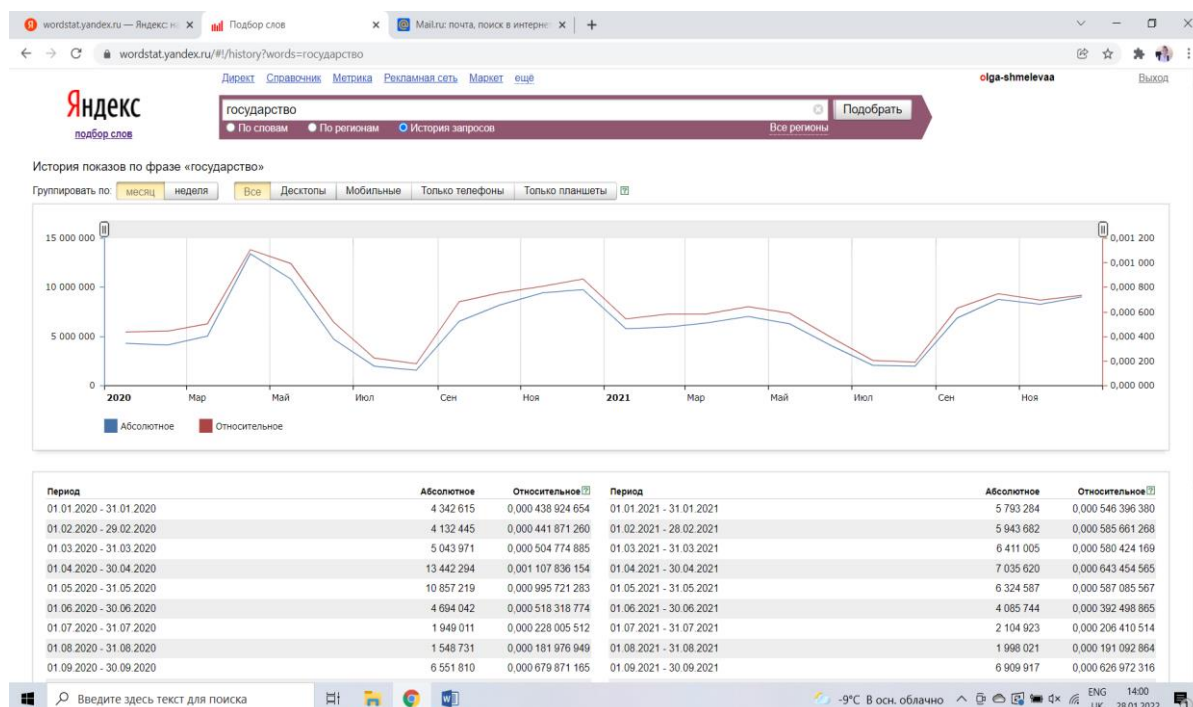 wordstat.yandex.ru — Яндекс: н
Подбор слов
Mail.ru: почта, поиск в интерне
wordstat.yandex.ru/#!/history?words=государство
Директ Справочник Метрика Рекламная сеть Маркет ещё
olga-shmelevaa
Выход
Яндекс
подбор слов
государство
Подобрать
По словам По регионам История запросов
Все регионы
История показов по фразе «государство»
Группировать по: месяц неделя Все Десктопы Мобильные Только телефоны Только планшеты ?
15 000 000
10 000 000
5 000 000
0
0,001 200
0,001 000
0,000 800
0,000 600
0,000 400
0,000 200
0,000 000
2020 Мар Май Июл Сен Ноя 2021 Мар Май Июл Сен Ноя
Абсолютное Относительное
Период Абсолютное Относительное ? Период Абсолютное Относительное ?
01.01.2020 - 31.01.2020 4 342 615 0,000 438 924 654 01.01.2021 - 31.01.2021 5 793 284 0,000 546 396 380
01.02.2020 - 29.02.2020 4 132 445 0,000 441 871 260 01.02.2021 - 28.02.2021 5 943 682 0,000 585 661 268
01.03.2020 - 31.03.2020 5 043 971 0,000 504 774 885 01.03.2021 - 31.03.2021 6 411 005 0,000 580 424 169
01.04.2020 - 30.04.2020 13 442 294 0,001 107 836 154 01.04.2021 - 30.04.2021 7 035 620 0,000 643 454 565
01.05.2020 - 31.05.2020 10 857 219 0,000 995 721 283 01.05.2021 - 31.05.2021 6 324 587 0,000 587 085 567
01.06.2020 - 30.06.2020 4 694 042 0,000 518 318 774 01.06.2021 - 30.06.2021 4 085 744 0,000 392 498 865
01.07.2020 - 31.07.2020 1 949 011 0,000 228 005 512 01.07.2021 - 31.07.2021 2 104 923 0,000 206 410 514
01.08.2020 - 31.08.2020 1 548 731 0,000 181 976 949 01.08.2021 - 31.08.2021 1 998 021 0,000 191 092 864
01.09.2020 - 30.09.2020 6 551 810 0,000 679 871 165 01.09.2021 - 30.09.2021 6 909 917 0,000 626 972 316
Введите здесь текст для поиска
-9°C В осн. облачно
ENG 14:00
UK 28.01.2022